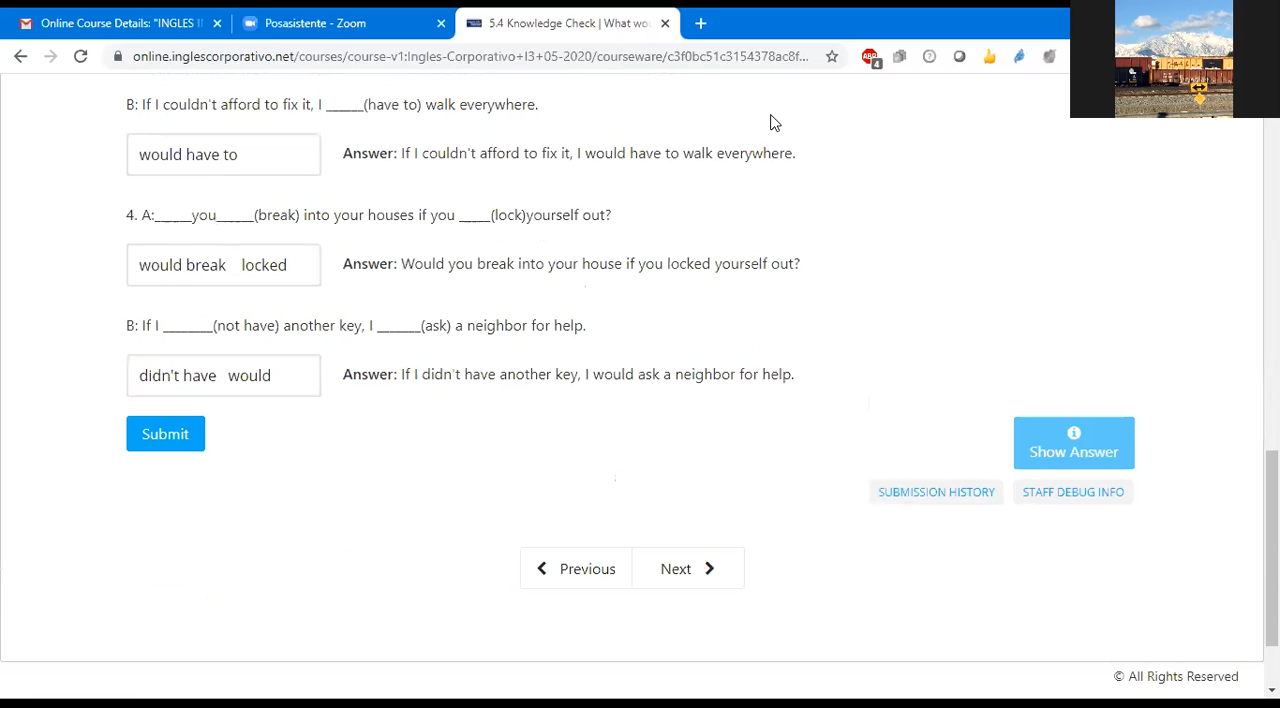 Online Course Details: "INGLES I
Posasistente - Zoom
5.4 Knowledge Check | What wou
online.inglescorporativo.net/courses/course-v1:Ingles-Corporativo+I3+05-2020/courseware/c3f0bc51c3154378ac8f...
ABP
4
B: If I couldn't afford to fix it, I ______(have to) walk everywhere.
would have to
Answer: If I couldn't afford to fix it, I would have to walk everywhere.
4. A:______you______(break) into your houses if you _____(lock)yourself out?
would break locked
Answer: Would you break into your house if you locked yourself out?
B: If I ________(not have) another key, I _______(ask) a neighbor for help.
didn't have would
Answer: If I didn't have another key, I would ask a neighbor for help.
Submit
Show Answer
SUBMISSION HISTORY
STAFF DEBUG INFO
Previous
Next
© All Rights Reserved